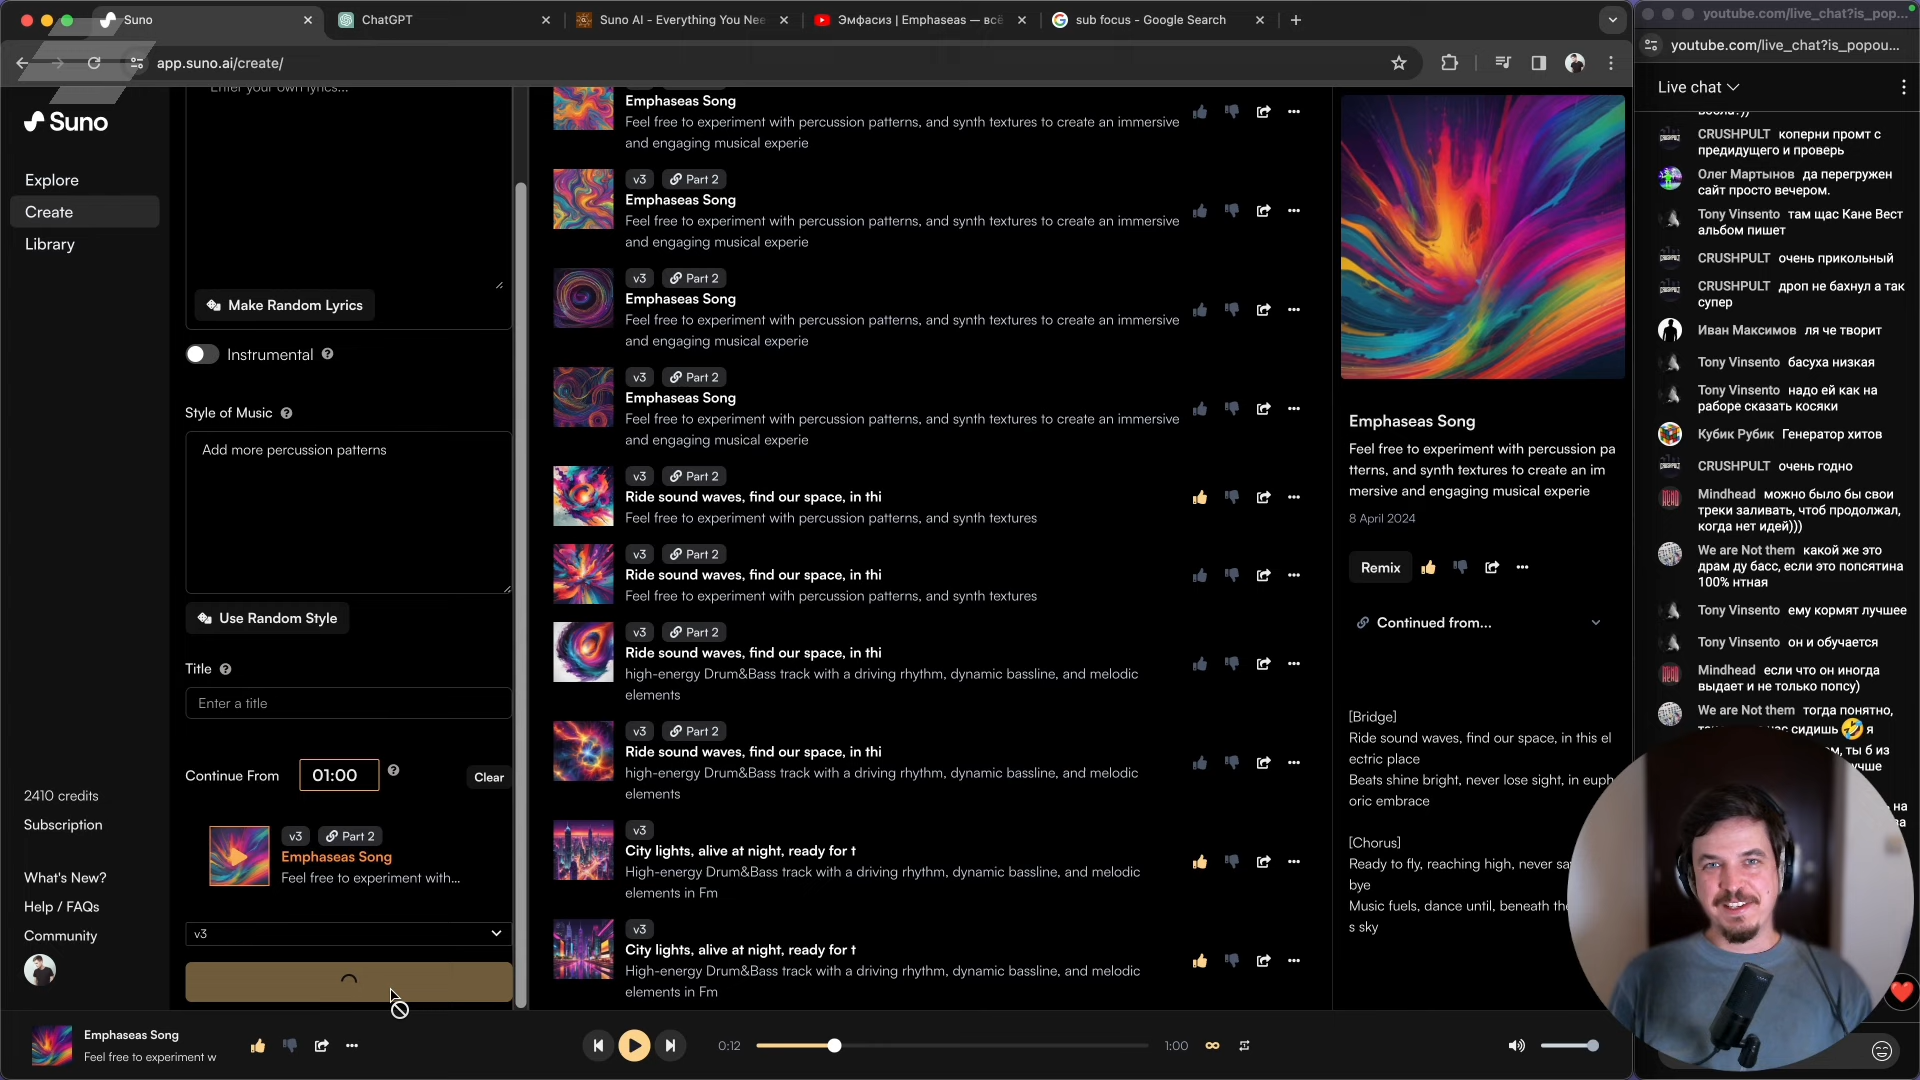 Suno
ChatGPT
Suno AI - Everything You Nee
Эмфасиз | Emphaseas — всё
sub focus - Google Search
youtube.com/live_chat?is_pop...
app.suno.ai/create/
youtube.com/live_chat?is_popou...
Suno
Explore
Create
Library
2410 credits
Subscription
What's New?
Help / FAQs
Community
Enter your own lyrics...
Make Random Lyrics
Instrumental
Style of Music
Add more percussion patterns
Use Random Style
Title
Enter a title
Continue From
01:00
Clear
v3 Part 2
Emphaseas Song
Feel free to experiment with...
v3
Emphaseas Song
Feel free to experiment with percussion patterns, and synth textures to create an immersive
and engaging musical experie
v3 Part 2
Emphaseas Song
Feel free to experiment with percussion patterns, and synth textures to create an immersive
and engaging musical experie
v3 Part 2
Emphaseas Song
Feel free to experiment with percussion patterns, and synth textures to create an immersive
and engaging musical experie
v3 Part 2
Emphaseas Song
Feel free to experiment with percussion patterns, and synth textures to create an immersive
and engaging musical experie
v3 Part 2
Ride sound waves, find our space, in thi
Feel free to experiment with percussion patterns, and synth textures
v3 Part 2
Ride sound waves, find our space, in thi
Feel free to experiment with percussion patterns, and synth textures
v3 Part 2
Ride sound waves, find our space, in thi
high-energy Drum&Bass track with a driving rhythm, dynamic bassline, and melodic
elements
v3 Part 2
Ride sound waves, find our space, in thi
high-energy Drum&Bass track with a driving rhythm, dynamic bassline, and melodic
elements
v3
City lights, alive at night, ready for t
High-energy Drum&Bass track with a driving rhythm, dynamic bassline, and melodic
elements in Fm
v3
City lights, alive at night, ready for t
High-energy Drum&Bass track with a driving rhythm, dynamic bassline, and melodic
elements in Fm
Emphaseas Song
Feel free to experiment with percussion pa
tterns, and synth textures to create an im
mersive and engaging musical experie
8 April 2024
Remix
Continued from...
[Bridge]
Ride sound waves, find our space, in this el
ectric place
Beats shine bright, never lose sight, in euph
oric embrace
[Chorus]
Ready to fly, reaching high, never sa
bye
Music fuels, dance until, beneath th
s sky
Emphaseas Song
Feel free to experiment w
0:12
1:00
Live chat
CRUSHPULT коперни промт с
предидущего и проверь
Олег Мартынов да перегружен
сайт просто вечером.
Tony Vinsento там щас Кане Вест
альбом пишет
CRUSHPULT очень прикольный
CRUSHPULT дроп не бахнул а так
супер
Иван Максимов ля че творит
Tony Vinsento басуха низкая
Tony Vinsento надо ей как на
раборе сказать косяки
Кубик Рубик Генератор хитов
CRUSHPULT очень годно
Mindhead можно было бы свои
треки заливать, чтоб продолжал,
когда нет идей)))
We are Not them какой же это
драм ду басс, если это попсятина
100% нтная
Tony Vinsento ему кормят лучшее
Tony Vinsento он и обучается
Mindhead если что он иногда
выдает и не только попсу)
We are Not them тогда понятно,
сидишь 🤣 я
ты б из